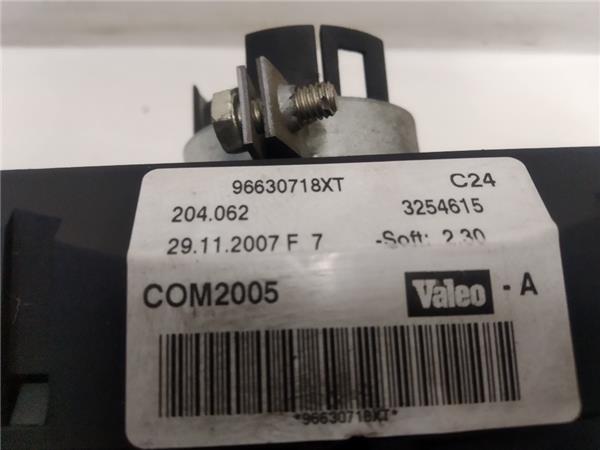 96630718XT C24
204.062 3254615
29.11.2007 F 7 -Soft: 2.30
COM2005 Valeo - A
*96630718XT*